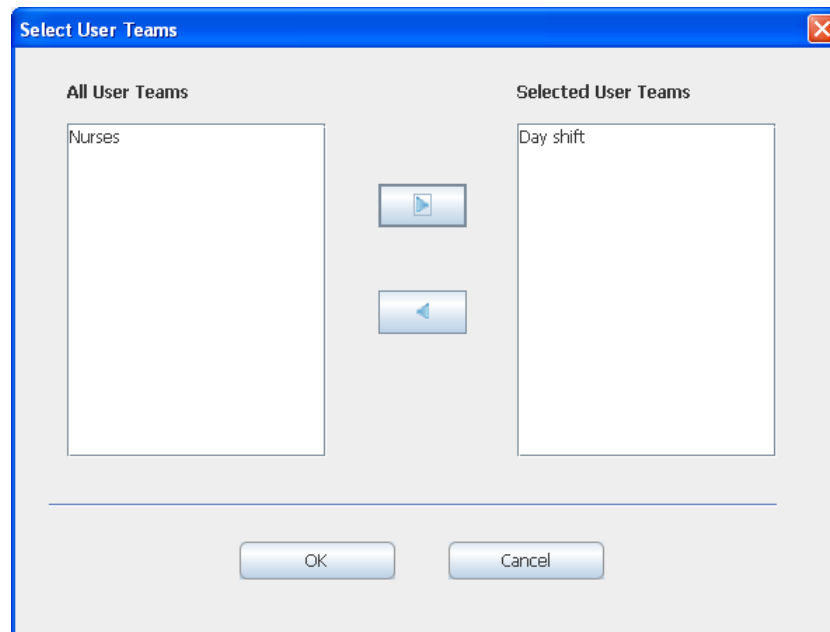 Select User Teams
All User Teams
Selected User Teams
Nurses
Day shift
OK
Cancel